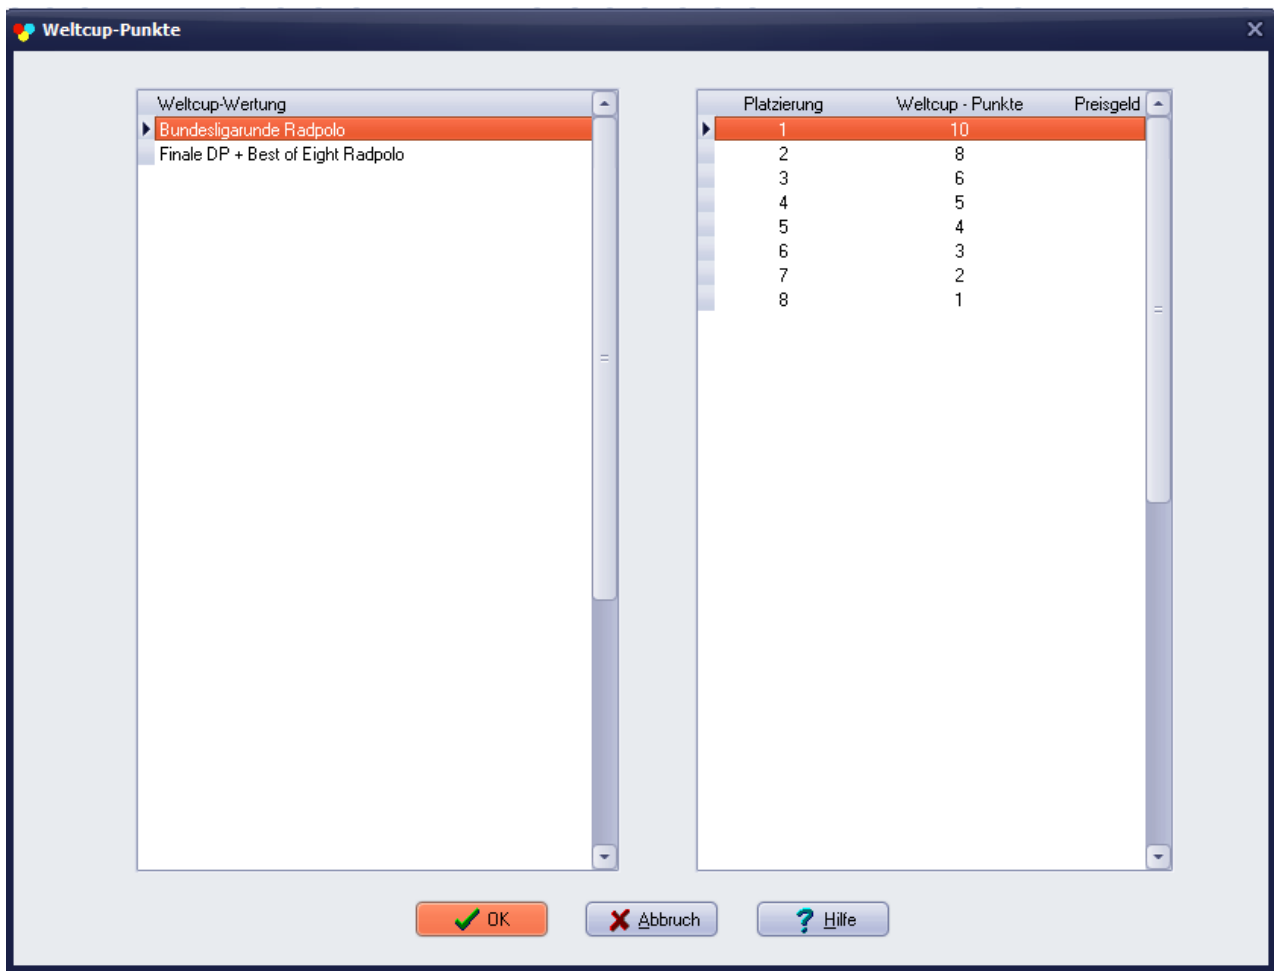 Weltcup-Punkte
Weltcup-Wertung
Bundesligarunde Radpolo
Finale DP + Best of Eight Radpolo
Platzierung Weltcup - Punkte Preisgeld
1 10
2 8
3 6
4 5
5 4
6 3
7 2
8 1
OK Abbruch Hilfe